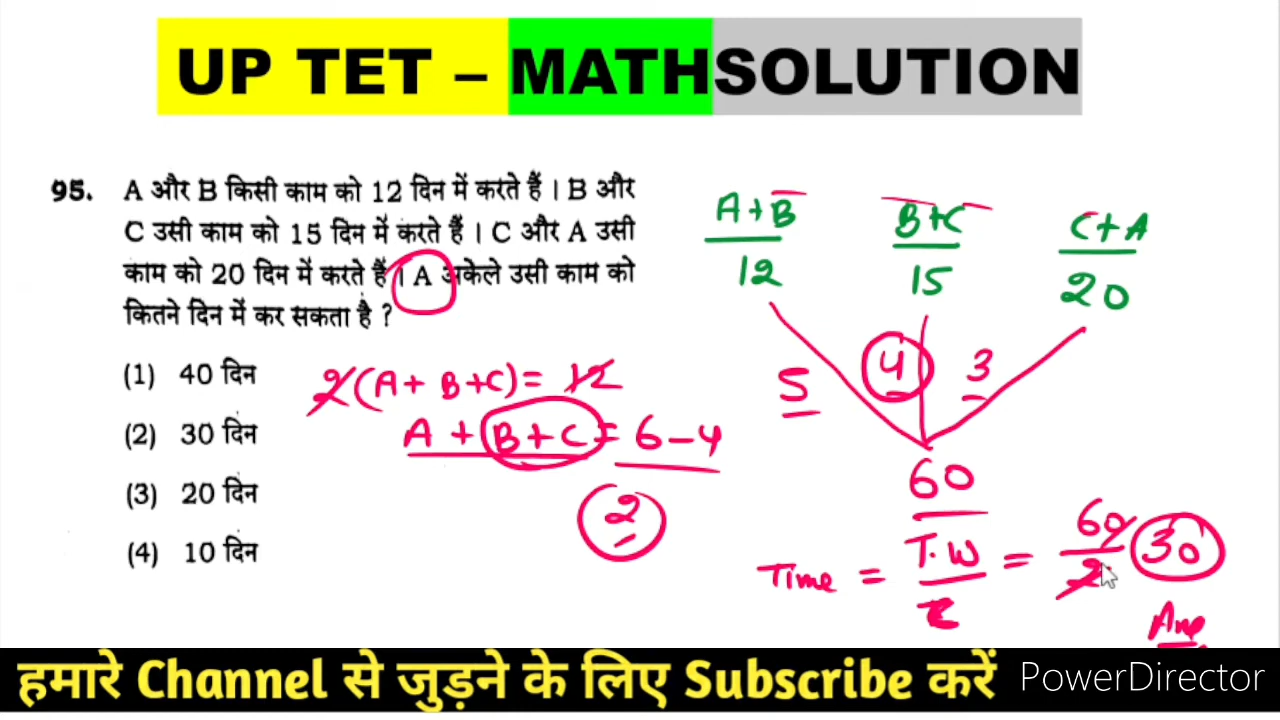 UP TET – MATHSOLUTION
95. A और B किसी काम को 12 दिन में करते हैं । B और
C उसी काम को 15 दिन में करते हैं । C और A उसी
काम को 20 दिन में करते हैं । A अकेले उसी काम को
कितने दिन में कर सकता है ?
(1) 40 दिन
(2) 30 दिन
(3) 20 दिन
(4) 10 दिन
2(A+ B+C) = 12
A + B+C = 6-4
2
A+B B+C C+A
12 15 20
5 4 3
60
Time = T.W = 60 30
2
Ans
हमारे Channel से जुड़ने के लिए Subscribe करें
PowerDirector